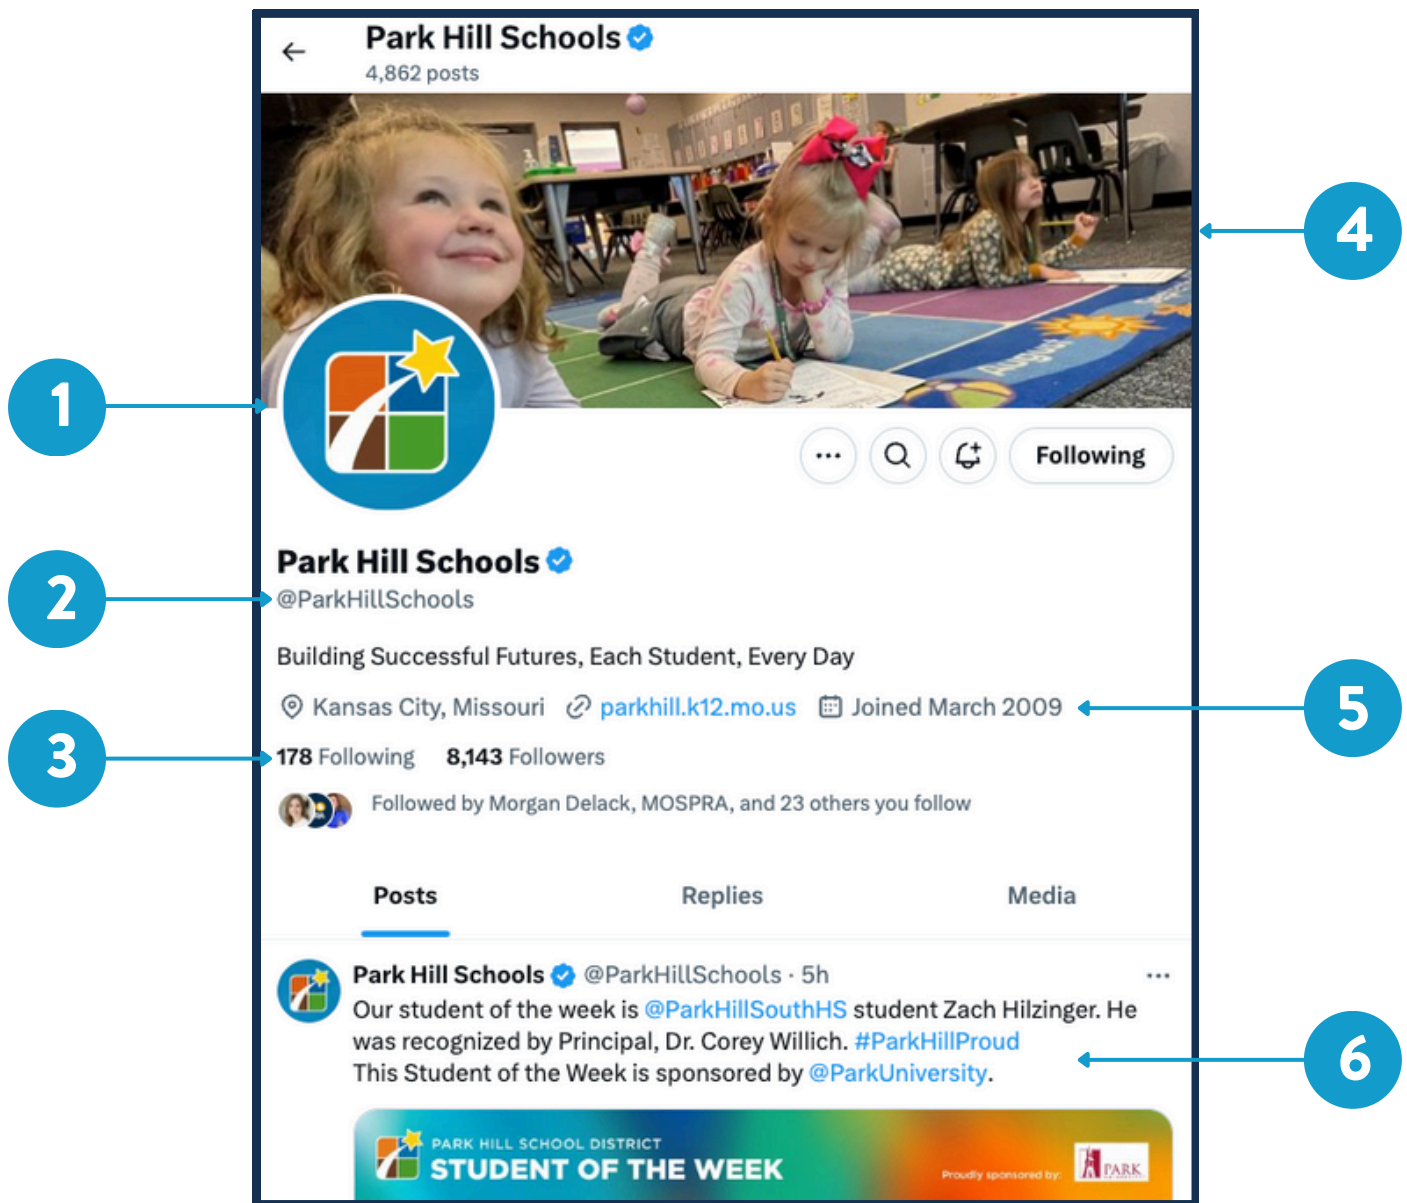 Park Hill Schools
4,862 posts
4
August
1
Following
Park Hill Schools
2
@ParkHillSchools
Building Successful Futures, Each Student, Every Day
Kansas City, Missouri parkhill.k12.mo.us Joined March 2009
5
3
178 Following 8,143 Followers
Followed by Morgan Delack, MOSPRA, and 23 others you follow
Posts Replies Media
Park Hill Schools @ParkHillSchools · 5h
Our student of the week is @ParkHillSouthHS student Zach Hilzinger. He
was recognized by Principal, Dr. Corey Willich. #ParkHillProud
This Student of the Week is sponsored by @ParkUniversity.
6
PARK HILL SCHOOL DISTRICT
STUDENT OF THE WEEK
Proudly sponsored by:
PARK